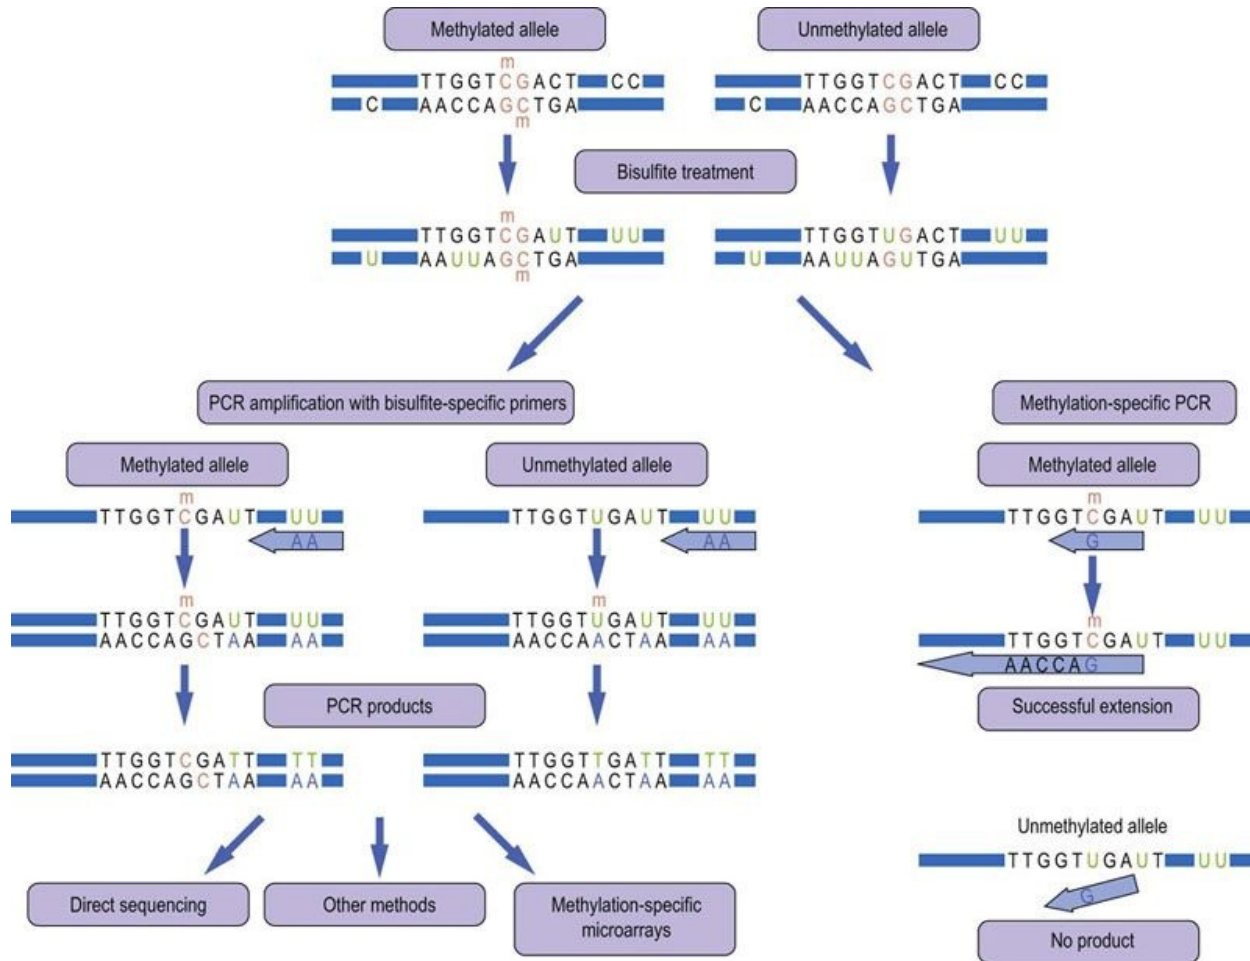 Methylated allele
Unmethylated allele
m
TTGGTCGACT CC
C AACCAGCTGA
m
TTGGTCGACT CC
C AACCAGCTGA
Bisulfite treatment
m
TTGGTCGAUT UU
U AAUUAGCTGA
m
TTGGTUGACT UU
U AAUUAGUTGA
PCR amplification with bisulfite-specific primers
Methylated allele
m
TTGGTCGAUT UU
AA
m
TTGGTCGAUT UU
AACCAGCTAA AA
Unmethylated allele
TTGGTUGAUT UU
AA
m
TTGGTUGAUT UU
AACCAACTAA AA
PCR products
TTGGTCGATT TT
AACCAGCTAA AA
TTGGTTGATT TT
AACCAACTAA AA
Direct sequencing
Other methods
Methylation-specific
microarrays
Methylation-specific PCR
Methylated allele
m
TTGGTCGAUT UU
G
m
TTGGTCGAUT UU
AACCAG
Successful extension
Unmethylated allele
TTGGTUGAUT UU
G
No product